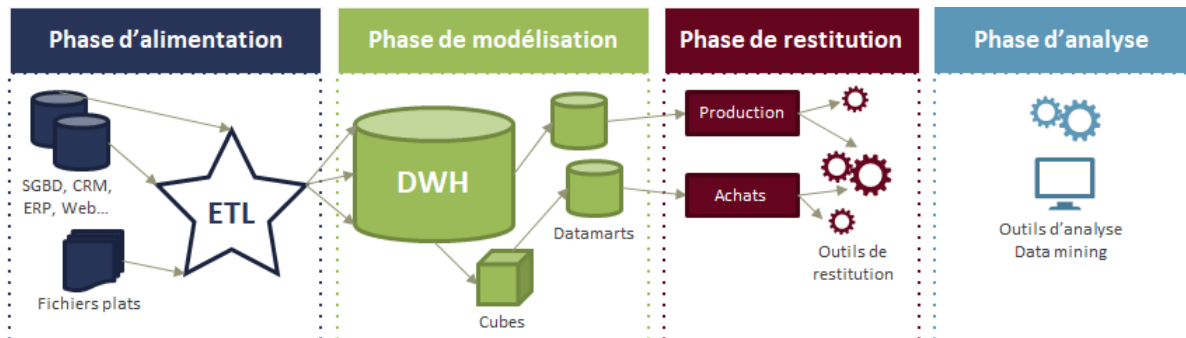 Phase d'alimentation
Phase de modélisation
Phase de restitution
Phase d'analyse
SGBD, CRM,
ERP, Web...
Fichiers plats
ETL
DWH
Datamarts
Cubes
Production
Achats
Outils de
restitution
Outils d'analyse
Data mining